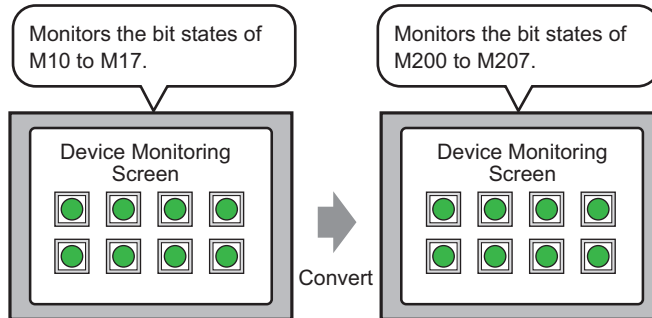 Monitors the bit states of
M10 to M17.
Monitors the bit states of
M200 to M207.
Device Monitoring
Screen
Device Monitoring
Screen
Convert